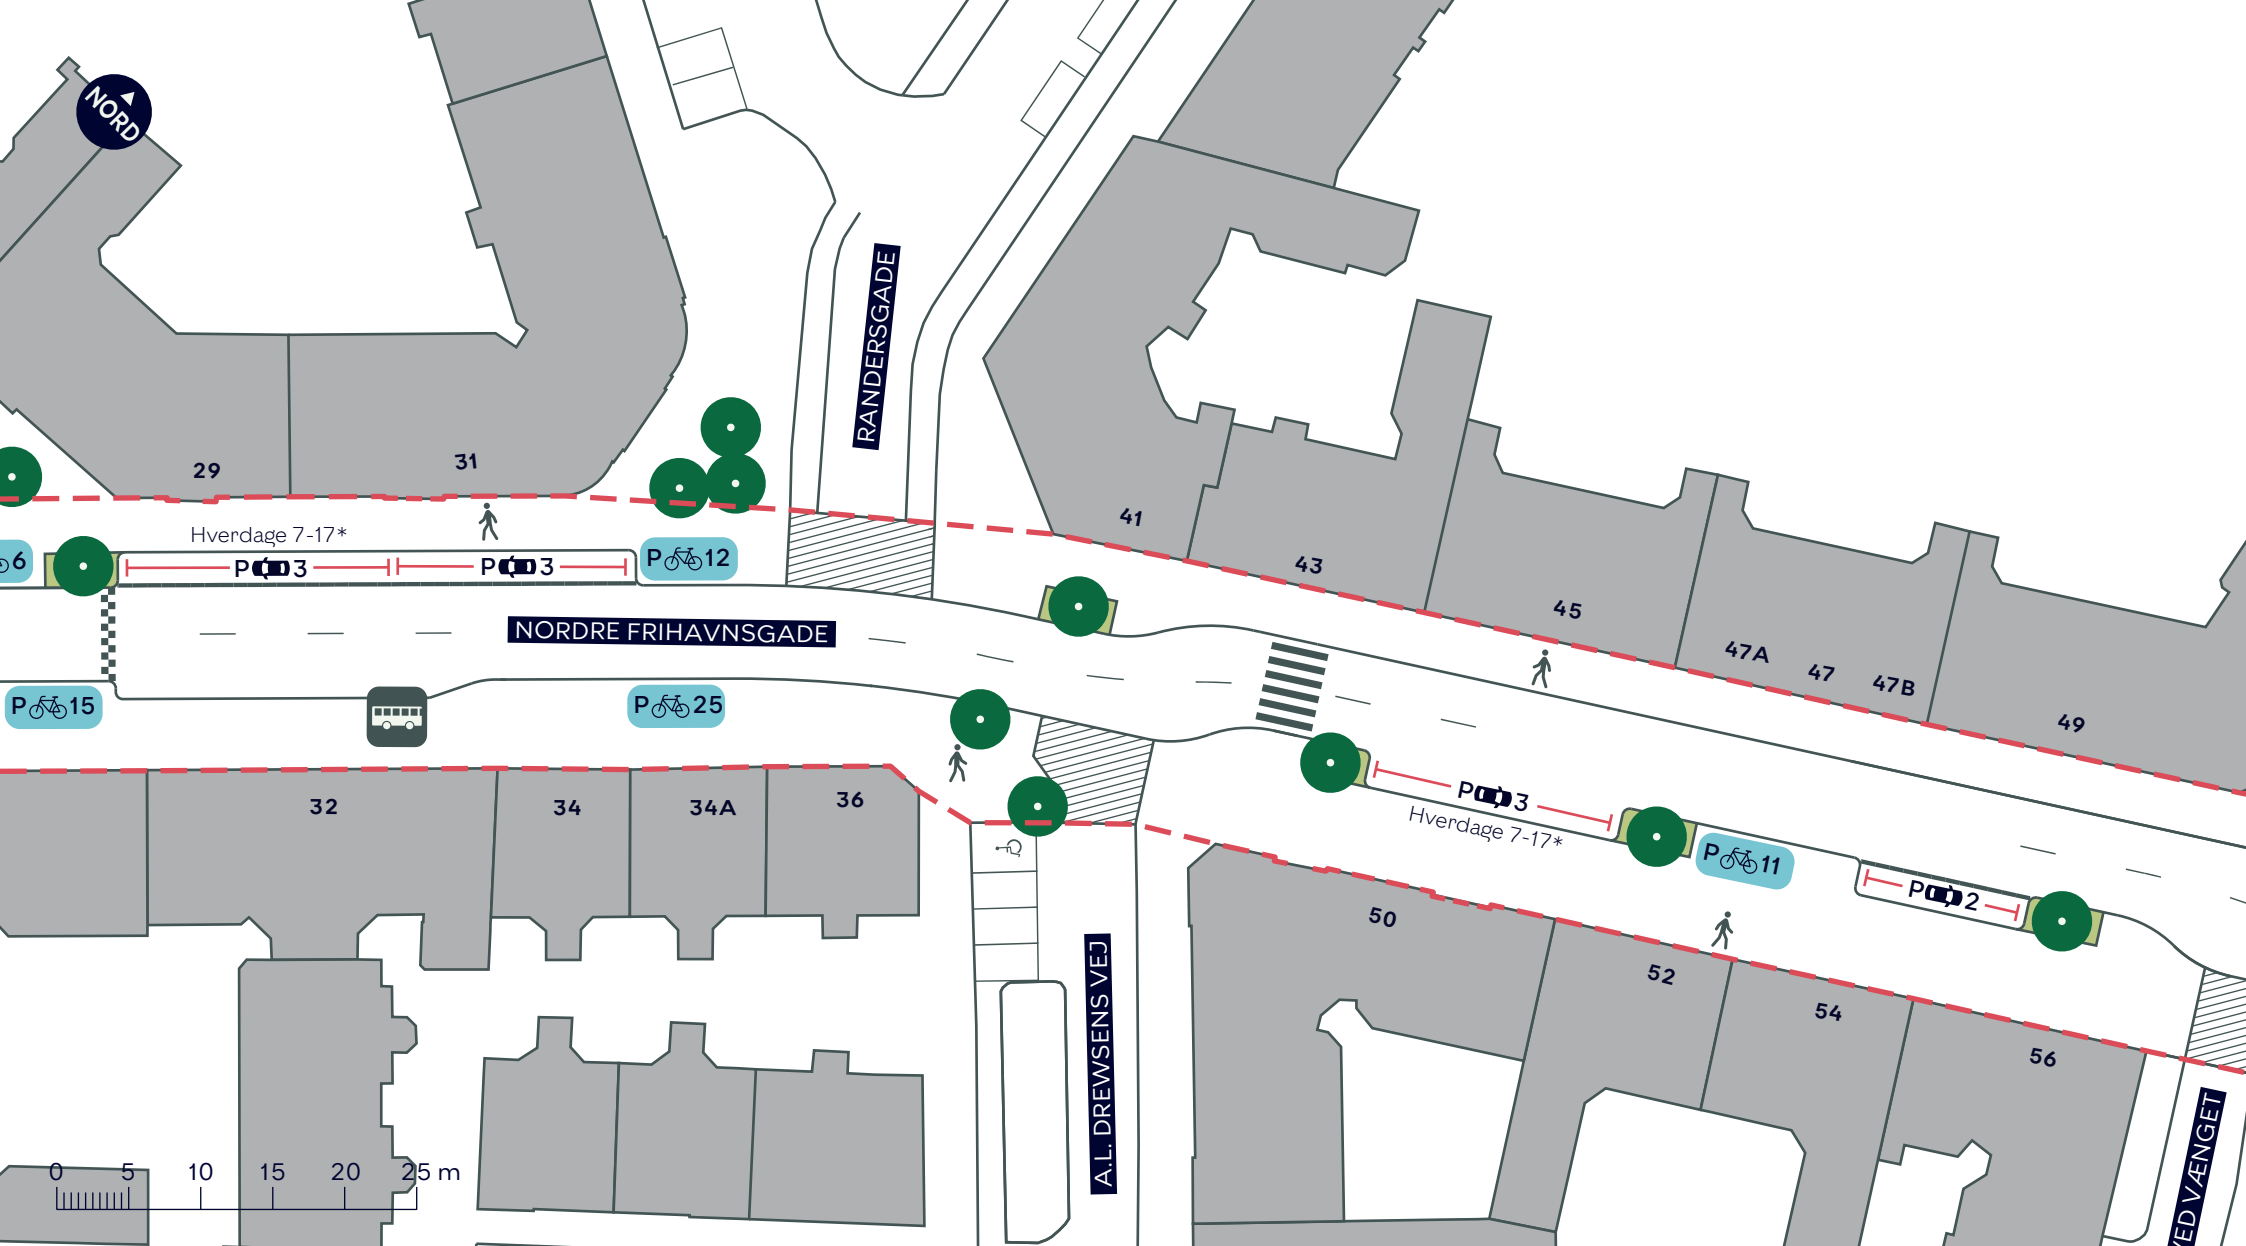 NORD
RANDERSGADE
29
31
Hverdage 7-17*
6
P 3
P 3
P 12
41
43
45
47A
47
47B
49
NORDRE FRIHAVNSGADE
P 15
P 25
32
34
34A
36
P 3
Hverdage 7-17*
P 11
P 2
50
52
54
56
A.L. DREWSENS VEJ
VED VÆNGET
0 5 10 15 20 25 m